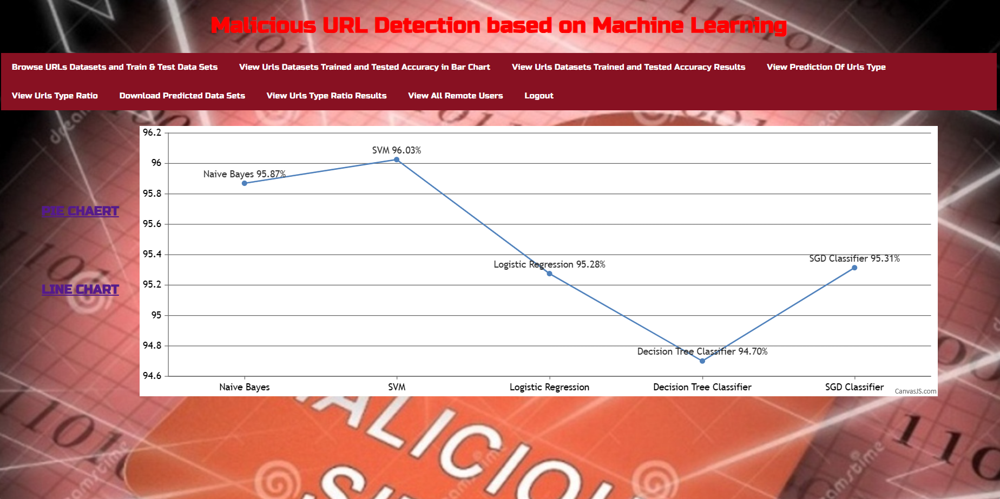 Malicious URL Detection based on Machine Learning
Browse URLs Datasets and Train & Test Data Sets View Urls Datasets Trained and Tested Accuracy in Bar Chart View Urls Datasets Trained and Tested Accuracy Results View Prediction Of Urls Type
View Urls Type Ratio Download Predicted Data Sets View Urls Type Ratio Results View All Remote Users Logout
PIE CHAERT
LINE CHART
96.2
96
95.8
95.6
95.4
95.2
95
94.8
94.6
Naive Bayes 95.87%
SVM 96.03%
Logistic Regression 95.28%
Decision Tree Classifier 94.70%
SGD Classifier 95.31%
Naive Bayes SVM Logistic Regression Decision Tree Classifier SGD Classifier
CanvasJS.com